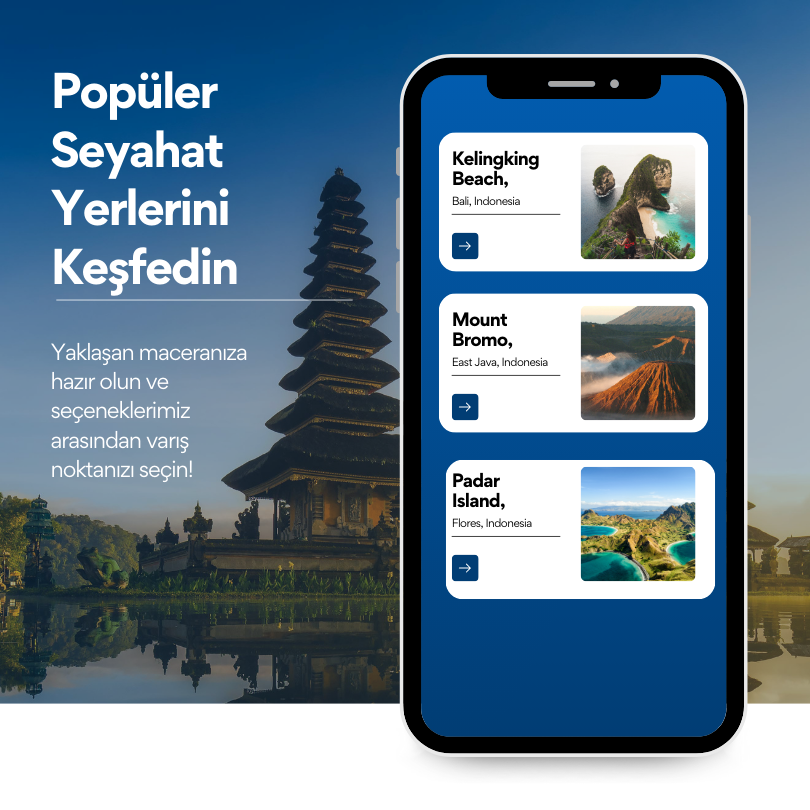 Popüler
Seyahat
Yerlerini
Keşfedin
Yaklaşan maceranıza
hazır olun ve
seçeneklerimiz
arasından varış
noktanızı seçin!
Kelingking
Beach,
Bali, Indonesia
Mount
Bromo,
East Java, Indonesia
Padar
Island,
Flores, Indonesia